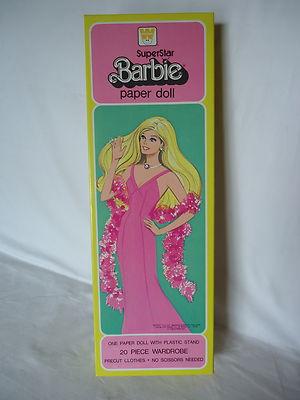 W
SuperStar
Barbie
paper doll
ONE PAPER DOLL WITH PLASTIC STAND
20 PIECE WARDROBE
PRECUT CLOTHES • NO SCISSORS NEEDED